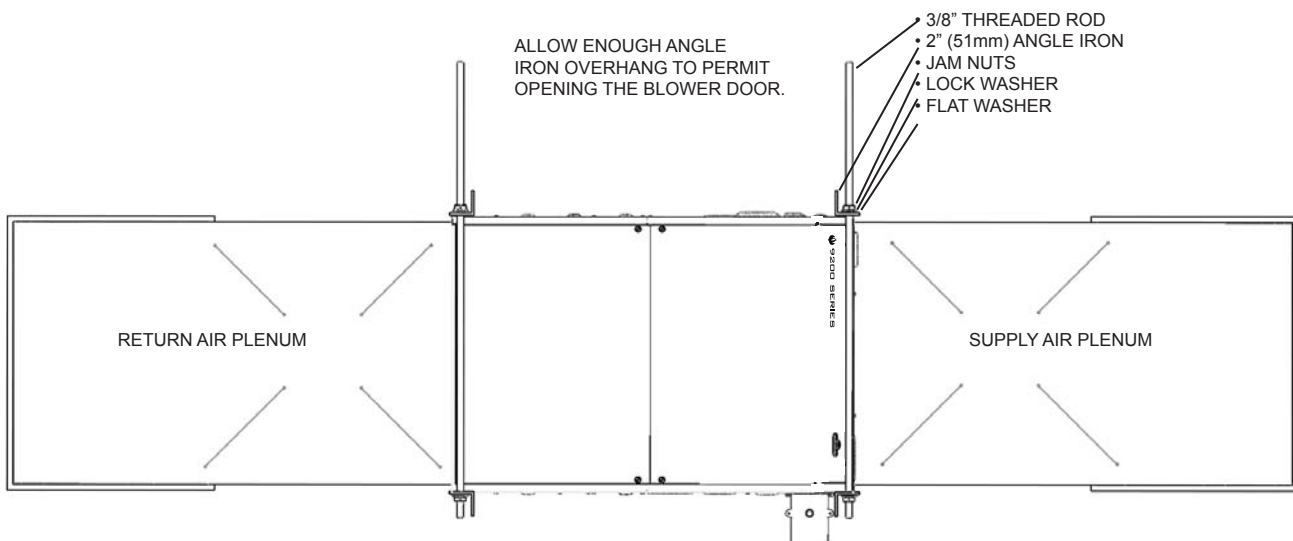 ALLOW ENOUGH ANGLE
IRON OVERHANG TO PERMIT
OPENING THE BLOWER DOOR.
• 3/8” THREADED ROD
• 2” (51mm) ANGLE IRON
• JAM NUTS
• LOCK WASHER
• FLAT WASHER
RETURN AIR PLENUM
9200 SERIES
SUPPLY AIR PLENUM